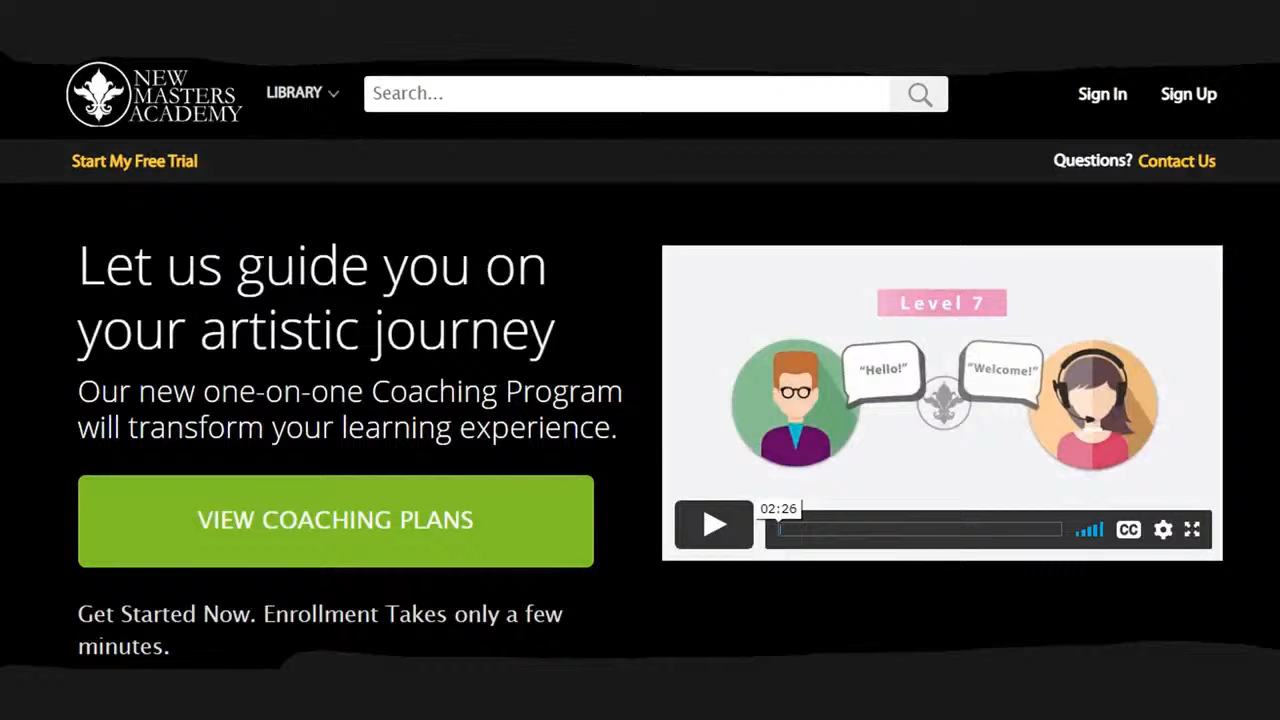 NEW
MASTERS
ACADEMY
LIBRARY
Search...
Sign In
Sign Up
Start My Free Trial
Questions? Contact Us
Let us guide you on
your artistic journey
Our new one-on-one Coaching Program
will transform your learning experience.
VIEW COACHING PLANS
Get Started Now. Enrollment Takes only a few
minutes.
Level 7
“Hello!”
“Welcome!”
02:26
CC